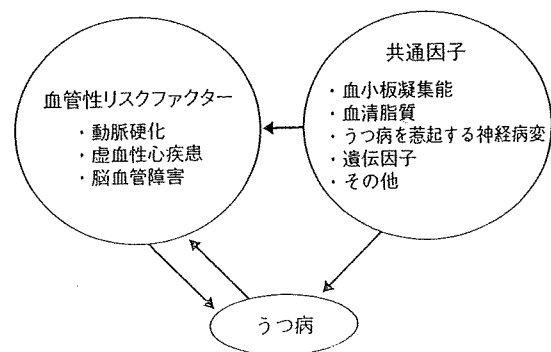 血管性リスクファクター
・動脈硬化
・虚血性心疾患
・脳血管障害
共通因子
・血小板凝集能
・血清脂質
・うつ病を惹起する神経病変
・遺伝因子
・その他
うつ病